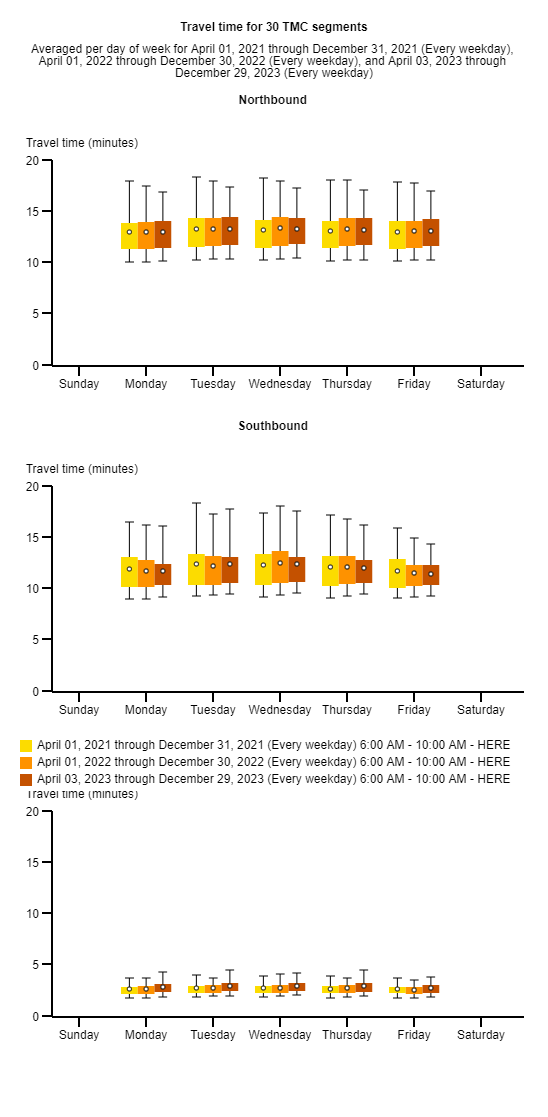 Travel time for 30 TMC segments
Averaged per day of week for April 01, 2021 through December 31, 2021 (Every weekday),
April 01, 2022 through December 30, 2022 (Every weekday), and April 03, 2023 through
December 29, 2023 (Every weekday)
Northbound
Travel time (minutes)
20
15
10
5
0
Sunday Monday Tuesday Wednesday Thursday Friday Saturday
Southbound
Travel time (minutes)
20
15
10
5
0
Sunday Monday Tuesday Wednesday Thursday Friday Saturday
April 01, 2021 through December 31, 2021 (Every weekday) 6:00 AM - 10:00 AM - HERE
April 01, 2022 through December 30, 2022 (Every weekday) 6:00 AM - 10:00 AM - HERE
April 03, 2023 through December 29, 2023 (Every weekday) 6:00 AM - 10:00 AM - HERE
Travel time (minutes)
20
15
10
5
0
Sunday Monday Tuesday Wednesday Thursday Friday Saturday